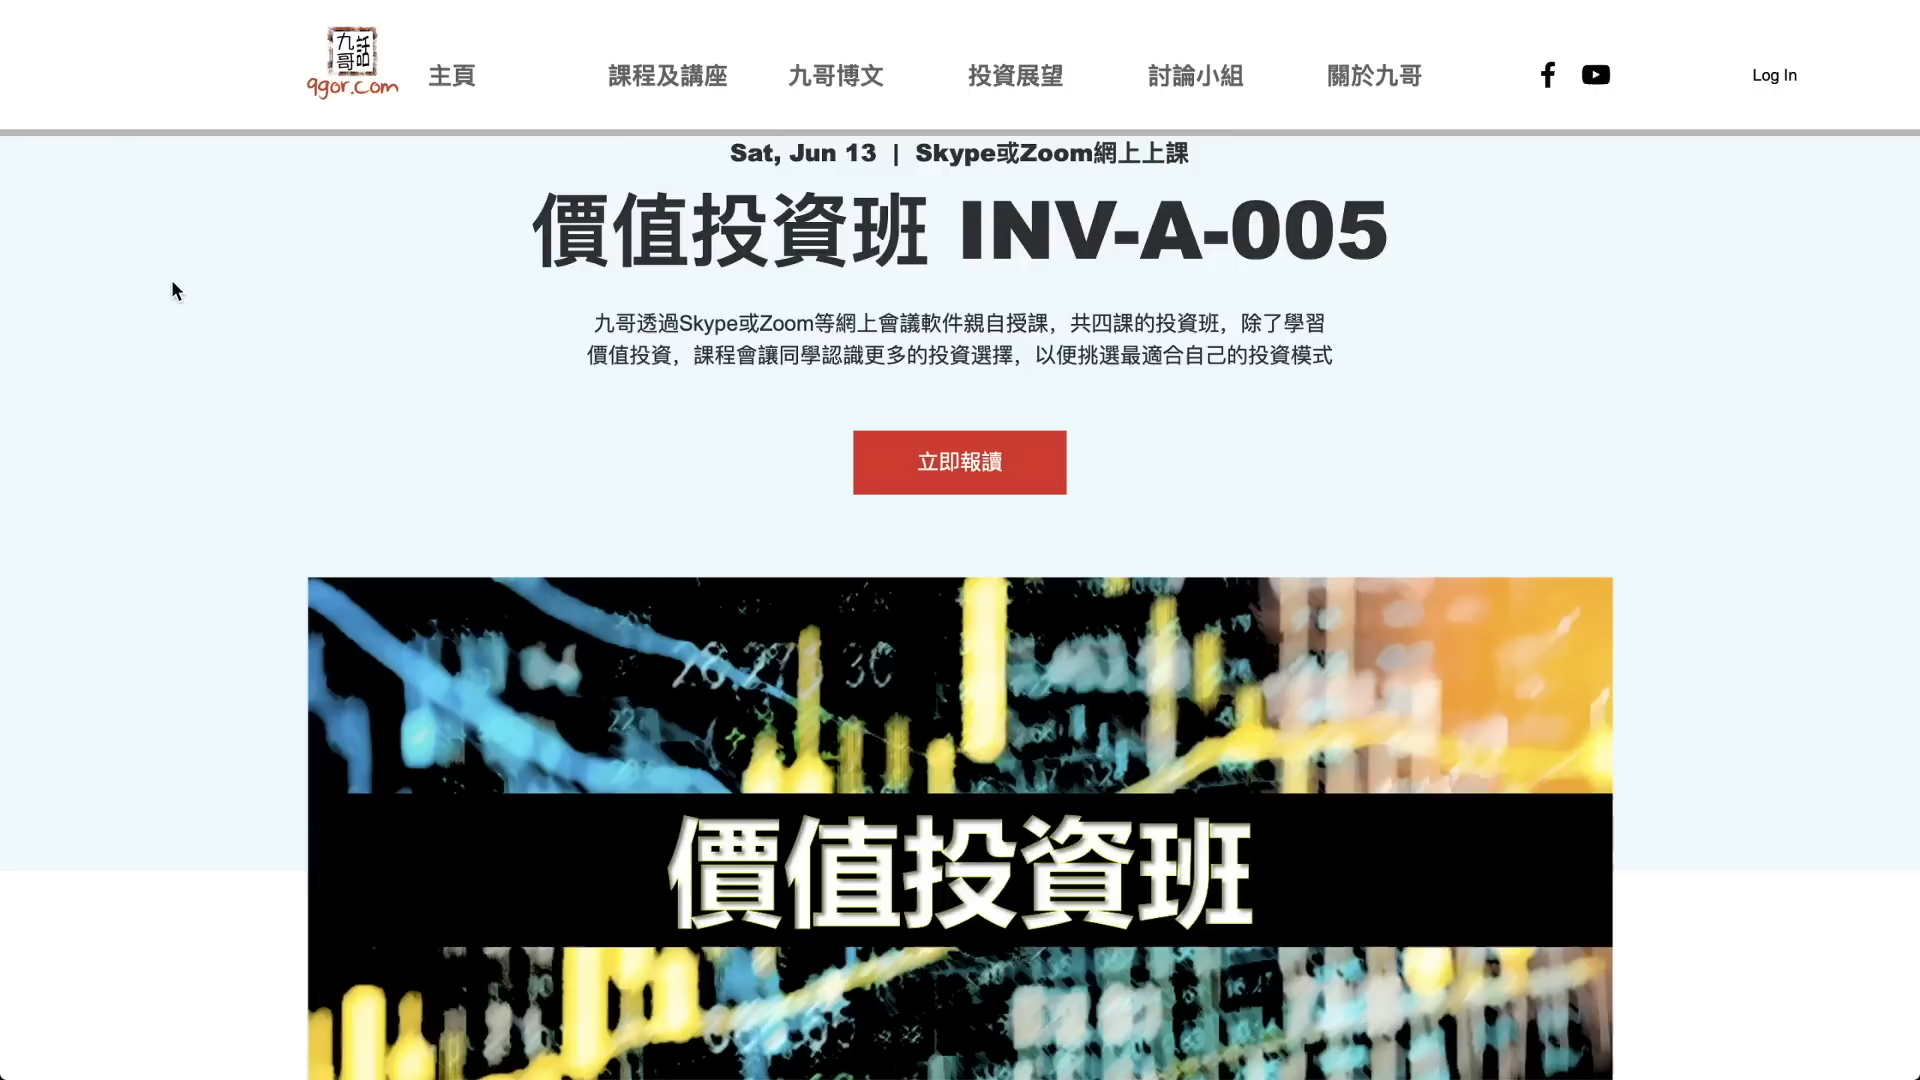 九哥話
9gor.com
主頁
課程及講座
九哥博文
投資展望
討論小組
關於九哥
Log In
Sat, Jun 13 | Skype或Zoom網上上課
價值投資班 INV-A-005
九哥透過Skype或Zoom等網上會議軟件親自授課，共四課的投資班，除了學習
價值投資，課程會讓同學認識更多的投資選擇，以便挑選最適合自己的投資模式
立即報讀
價值投資班